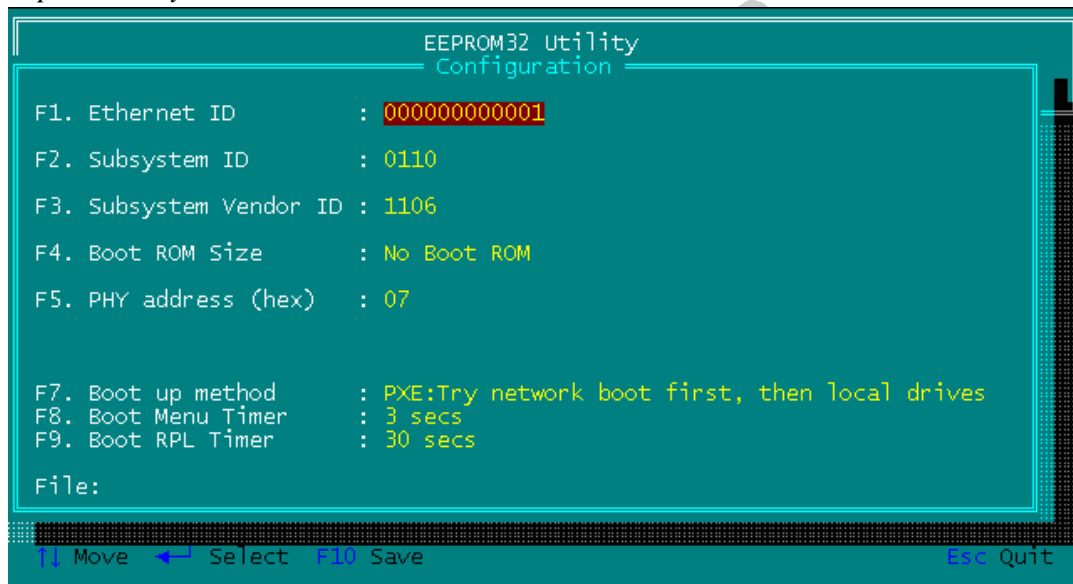 EEPROM32 Utility
Configuration
F1. Ethernet ID : 000000000001
F2. Subsystem ID : 0110
F3. Subsystem Vendor ID : 1106
F4. Boot ROM Size : No Boot ROM
F5. PHY address (hex) : 07
F7. Boot up method : PXE:Try network boot first, then local drives
F8. Boot Menu Timer : 3 secs
F9. Boot RPL Timer : 30 secs
File:
↑↓ Move ←┘ Select F10 Save Esc Quit